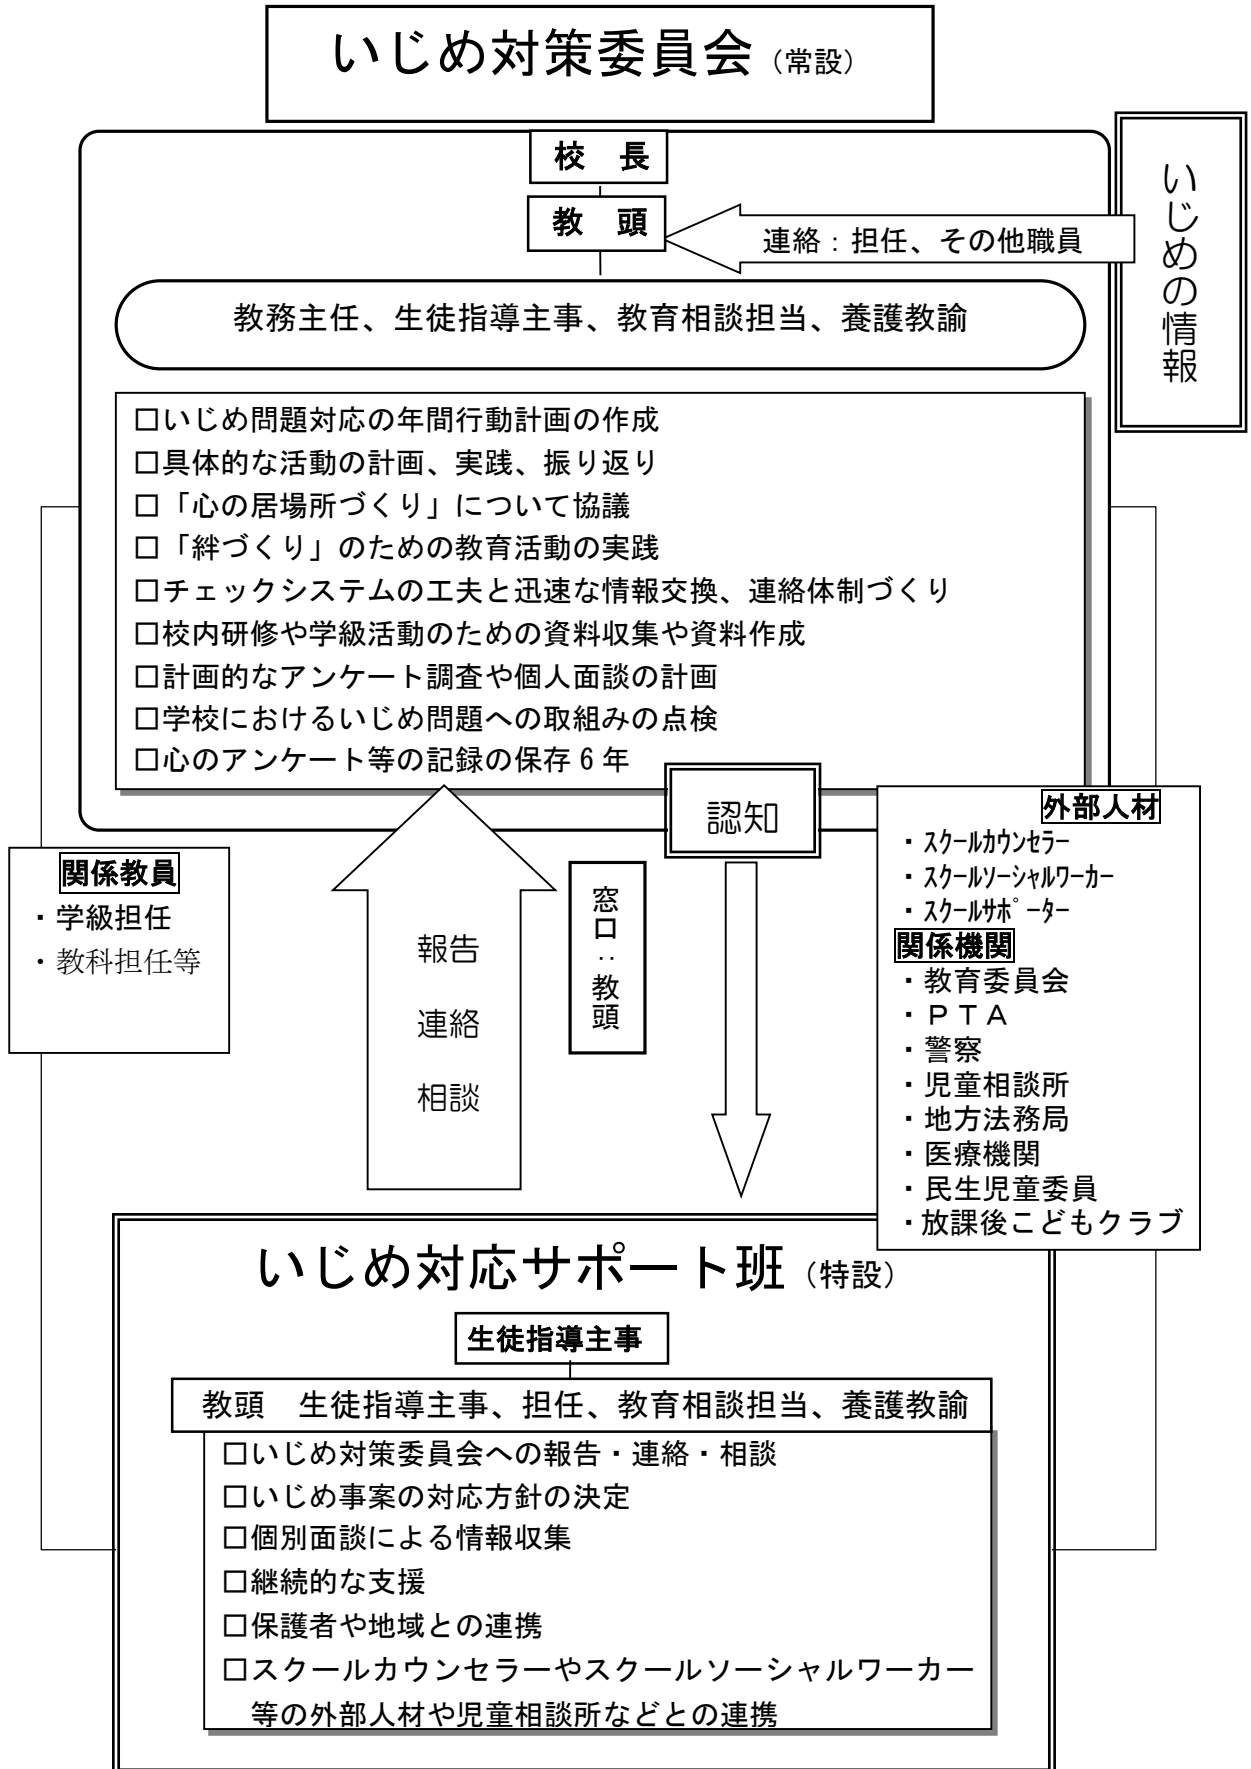 いじめ対策委員会（常設）
校　長
教　頭
連絡：担任、その他職員
いじめの情報
教務主任、生徒指導主事、教育相談担当、養護教諭
□いじめ問題対応の年間行動計画の作成
□具体的な活動の計画、実践、振り返り
□「心の居場所づくり」について協議
□「絆づくり」のための教育活動の実践
□チェックシステムの工夫と迅速な情報交換、連絡体制づくり
□校内研修や学級活動のための資料収集や資料作成
□計画的なアンケート調査や個人面談の計画
□学校におけるいじめ問題への取組みの点検
□心のアンケート等の記録の保存６年
認知
関係教員
・学級担任
・教科担任等
報告
連絡
相談
窓口：教頭
外部人材
・ｽｸｰﾙｶｳﾝｾﾗｰ
・ｽｸｰﾙｿｰｼｬﾙﾜｰｶｰ
・ｽｸｰﾙｻﾎﾟｰﾀｰ
関係機関
・教育委員会
・ＰＴＡ
・警察
・児童相談所
・地方法務局
・医療機関
・民生児童委員
・放課後こどもクラブ
いじめ対応サポート班（特設）
生徒指導主事
教頭　生徒指導主事、担任、教育相談担当、養護教諭
□いじめ対策委員会への報告・連絡・相談
□いじめ事案の対応方針の決定
□個別面談による情報収集
□継続的な支援
□保護者や地域との連携
□スクールカウンセラーやスクールソーシャルワーカー
等の外部人材や児童相談所などとの連携